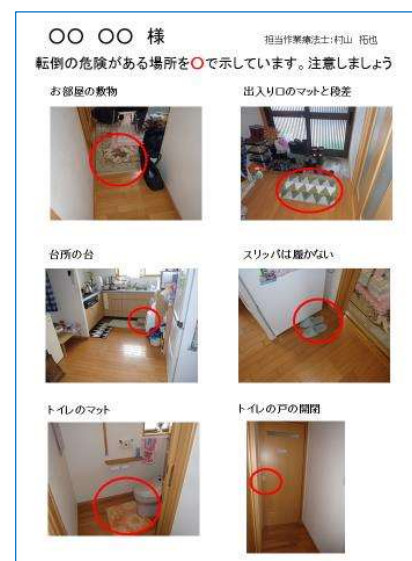 〇〇 〇〇 様
担当作業療法士:村山 拓也
転倒の危険がある場所を〇で示しています。注意しましょう
お部屋の敷物
出入り口のマットと段差
台所の台
スリッパは履かない
トイレのマット
トイレの戸の開閉